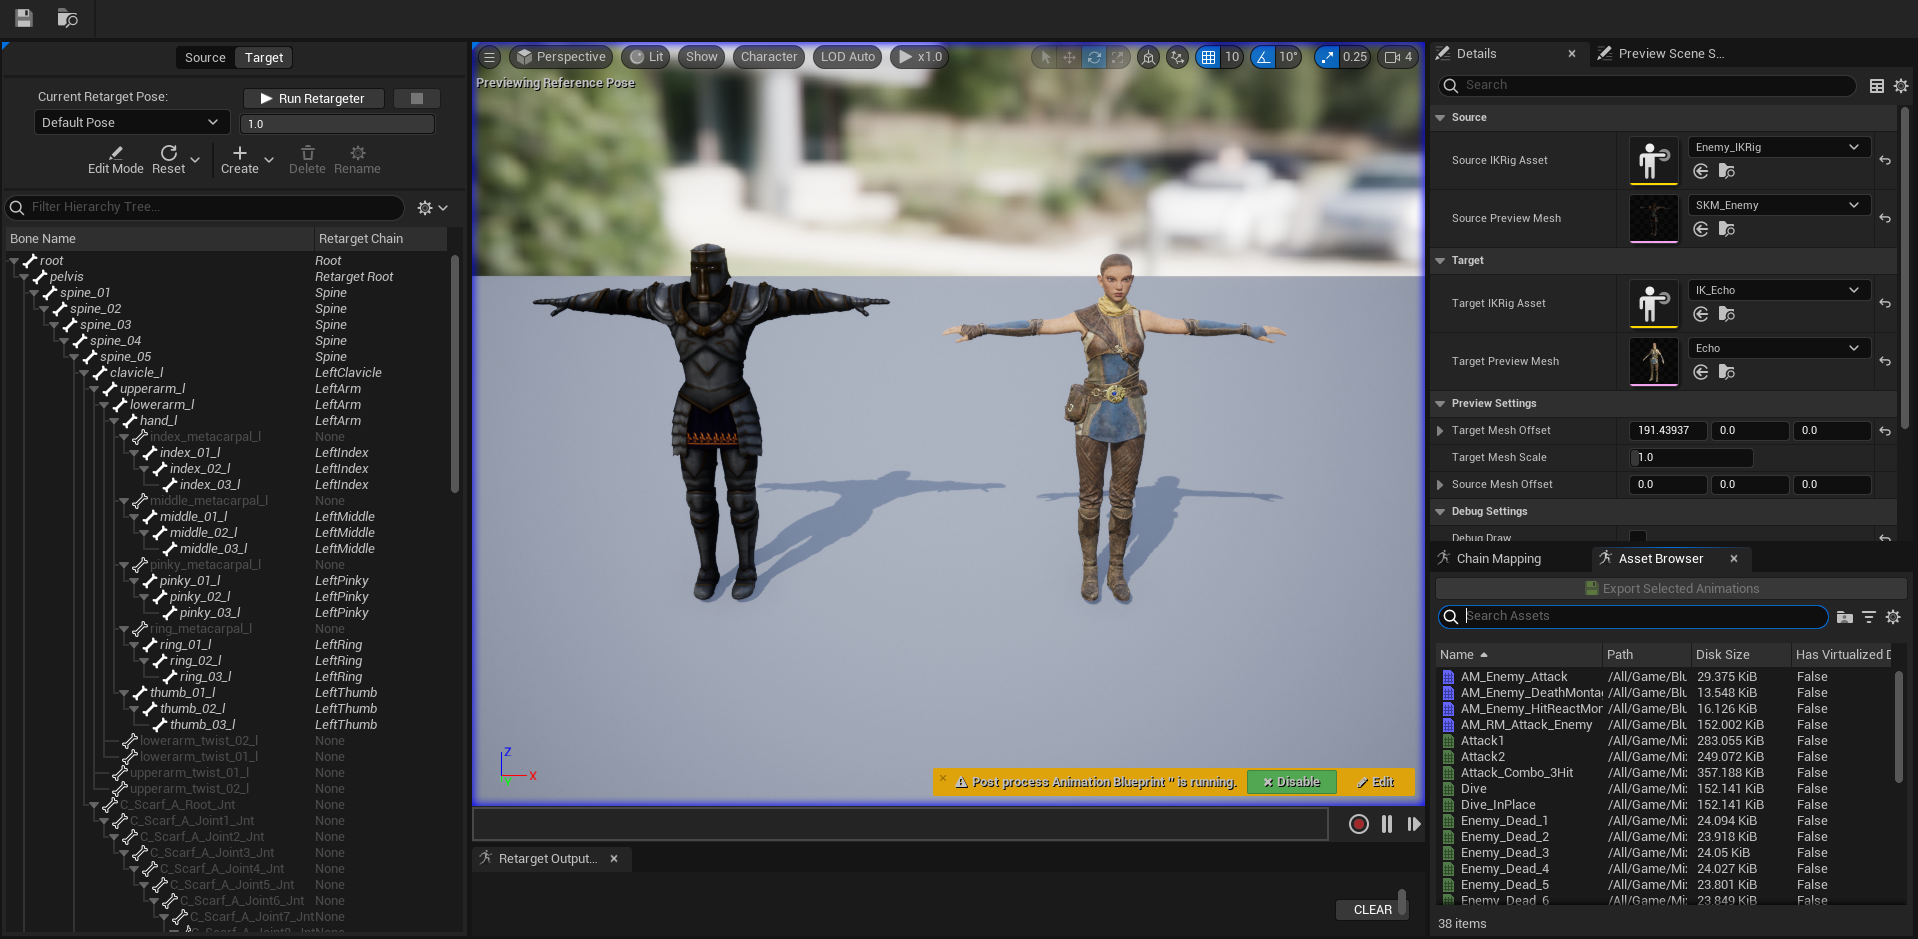 Source Target
Current Retarget Pose:
Run Retargeter
Default Pose
1.0
Edit Mode Reset Create Delete Rename
Filter Hierarchy Tree...
Bone Name Retarget Chain
root Root
pelvis Retarget Root
spine_01 Spine
spine_02 Spine
spine_03 Spine
spine_04 Spine
spine_05 Spine
clavicle_l LeftClavicle
upperarm_l LeftArm
lowerarm_l LeftArm
hand_l LeftArm
index_metacarpal_l None
index_01_l LeftIndex
index_02_l LeftIndex
index_03_l LeftIndex
middle_metacarpal_l None
middle_01_l LeftMiddle
middle_02_l LeftMiddle
middle_03_l LeftMiddle
pinky_metacarpal_l None
pinky_01_l LeftPinky
pinky_02_l LeftPinky
pinky_03_l LeftPinky
ring_metacarpal_l None
ring_01_l LeftRing
ring_02_l LeftRing
ring_03_l LeftRing
thumb_01_l LeftThumb
thumb_02_l LeftThumb
thumb_03_l LeftThumb
lowerarm_twist_02_l None
lowerarm_twist_01_l None
upperarm_twist_01_l None
upperarm_twist_02_l None
C_Scarf_A_Root_Jnt None
C_Scarf_A_Joint1_Jnt None
C_Scarf_A_Joint2_Jnt None
C_Scarf_A_Joint3_Jnt None
C_Scarf_A_Joint4_Jnt None
C_Scarf_A_Joint5_Jnt None
C_Scarf_A_Joint6_Jnt None
C_Scarf_A_Joint7_Jnt None
C_Scarf_A_Joint8_Jnt None
Perspective Lit Show Character LOD Auto x1.0 10 10° 0.25 4
Previewing Reference Pose
Z
X
Y
Post process Animation Blueprint '' is running. Disable Edit
Retarget Output...
CLEAR
Details Preview Scene S...
Search
Source
Source IKRig Asset Enemy_IKRig
Source Preview Mesh SKM_Enemy
Target
Target IKRig Asset IK_Echo
Target Preview Mesh Echo
Preview Settings
Target Mesh Offset 191.43937 0.0 0.0
Target Mesh Scale 1.0
Source Mesh Offset 0.0 0.0 0.0
Debug Settings
Debug Draw
Chain Mapping Asset Browser
Export Selected Animations
Search Assets
Name Path Disk Size Has Virtualized D
AM_Enemy_Attack /All/Game/Blu 29.375 KiB False
AM_Enemy_DeathMontag /All/Game/Blu 13.548 KiB False
AM_Enemy_HitReactMon /All/Game/Blu 16.126 KiB False
AM_RM_Attack_Enemy /All/Game/Blu 152.002 KiB False
Attack1 /All/Game/Mix 283.055 KiB False
Attack2 /All/Game/Mix 249.072 KiB False
Attack_Combo_3Hit /All/Game/Mix 357.188 KiB False
Dive /All/Game/Mix 152.141 KiB False
Dive_InPlace /All/Game/Mix 152.141 KiB False
Enemy_Dead_1 /All/Game/Mix 24.094 KiB False
Enemy_Dead_2 /All/Game/Mix 23.918 KiB False
Enemy_Dead_3 /All/Game/Mix 24.05 KiB False
Enemy_Dead_4 /All/Game/Mix 24.027 KiB False
Enemy_Dead_5 /All/Game/Mix 23.801 KiB False
Enemy_Dead_6 /All/Game/Mix 23.849 KiB False
38 items